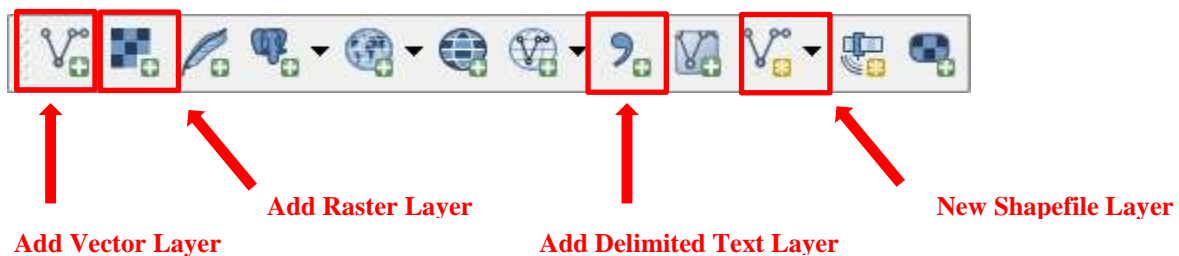 Add Raster Layer
New Shapefile Layer
Add Vector Layer
Add Delimited Text Layer